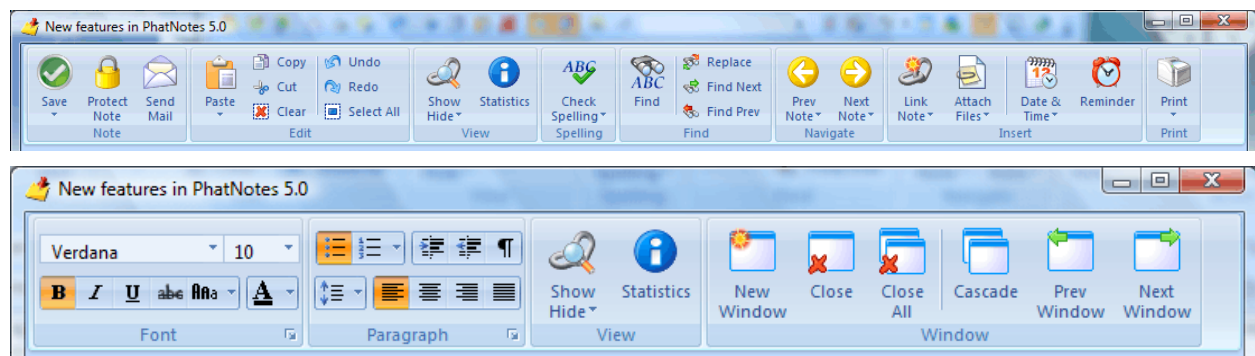 New features in PhatNotes 5.0
Copy Undo ABC Replace
Cut Redo ABC Find Next
Save Protect Note Send Mail Paste Clear Select All Show Hide Statistics Check Spelling Find Find Prev Prev Note Next Note Link Note Attach Files 12 Date & Time Reminder Print
Note Edit View Spelling Find Navigate Insert Print
New features in PhatNotes 5.0
Verdana 10
B I U abc AAa A Show Hide Statistics New Window Close Close All Cascade Prev Window Next Window
Font Paragraph View Window